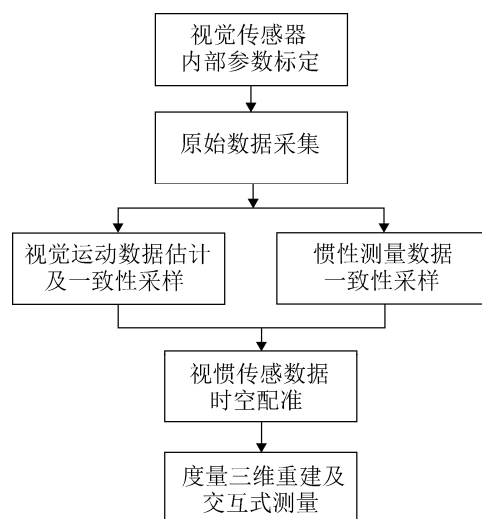 视觉传感器
内部参数标定
原始数据采集
视觉运动数据估计
及一致性采样
惯性测量数据
一致性采样
视惯传感数据
时空配准
度量三维重建及
交互式测量